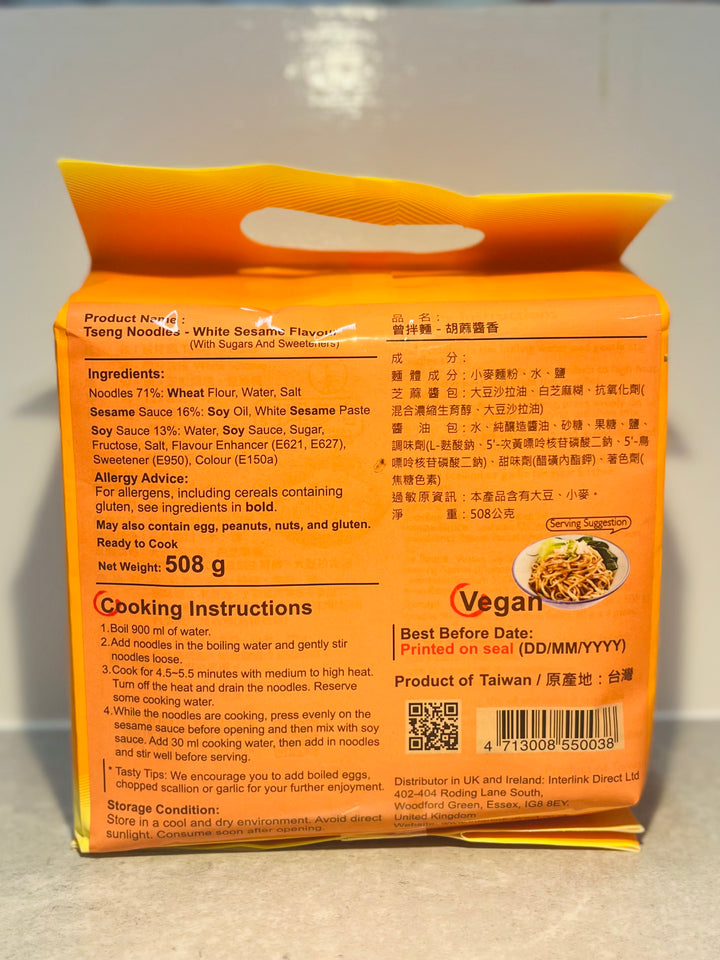 Product Name :
Tseng Noodles - White Sesame Flavour
(With Sugars And Sweeteners)
Ingredients:
Noodles 71%: Wheat Flour, Water, Salt
Sesame Sauce 16%: Soy Oil, White Sesame Paste
Soy Sauce 13%: Water, Soy Sauce, Sugar,
Fructose, Salt, Flavour Enhancer (E621, E627),
Sweetener (E950), Colour (E150a)
Allergy Advice:
For allergens, including cereals containing
gluten, see ingredients in bold.
May also contain egg, peanuts, nuts, and gluten.
Ready to Cook
Net Weight: 508 g
Cooking Instructions
1.Boil 900 ml of water.
2.Add noodles in the boiling water and gently stir
noodles loose.
3.Cook for 4.5~5.5 minutes with medium to high heat.
Turn off the heat and drain the noodles. Reserve
some cooking water.
4.While the noodles are cooking, press evenly on the
sesame sauce before opening and then mix with soy
sauce. Add 30 ml cooking water, then add in noodles
and stir well before serving.
* Tasty Tips: We encourage you to add boiled eggs,
chopped scallion or garlic for your further enjoyment.
Storage Condition:
Store in a cool and dry environment. Avoid direct
sunlight. Consume soon after opening.
品名:
曾拌麵 - 胡蔴醬香
成分:
麵體成分:小麥麵粉、水、鹽
芝蔴醬包:大豆沙拉油、白芝麻糊、抗氧化劑(
混合濃縮生育醇、大豆沙拉油)
醬油包:水、純釀造醬油、砂糖、果糖、鹽、
調味劑(L-麩酸鈉、5'-次黃嘌呤核苷磷酸二鈉、5'-鳥
嘌呤核苷磷酸二鈉)、甜味劑(醋磺內酯鉀)、著色劑(
焦糖色素)
過敏原資訊:本產品含有大豆、小麥。
淨重:508公克
Serving Suggestion
Vegan
Best Before Date:
Printed on seal (DD/MM/YYYY)
Product of Taiwan / 原產地:台灣
4 713008 550038
Distributor in UK and Ireland: Interlink Direct Ltd
402-404 Roding Lane South,
Woodford Green, Essex, IG8 8EY.
United Kingdom